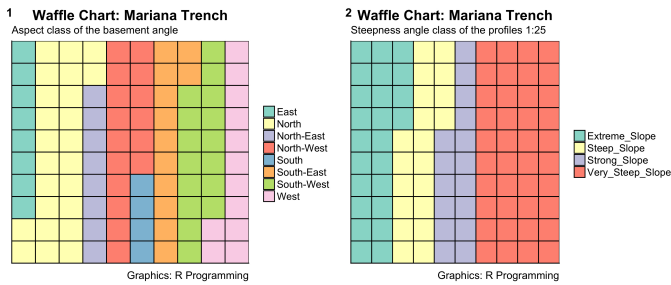 1 Waffle Chart: Mariana Trench
Aspect class of the basement angle
East
North
North-East
North-West
South
South-East
South-West
West
Graphics: R Programming
2 Waffle Chart: Mariana Trench
Steepness angle class of the profiles 1:25
Extreme_Slope
Steep_Slope
Strong_Slope
Very_Steep_Slope
Graphics: R Programming